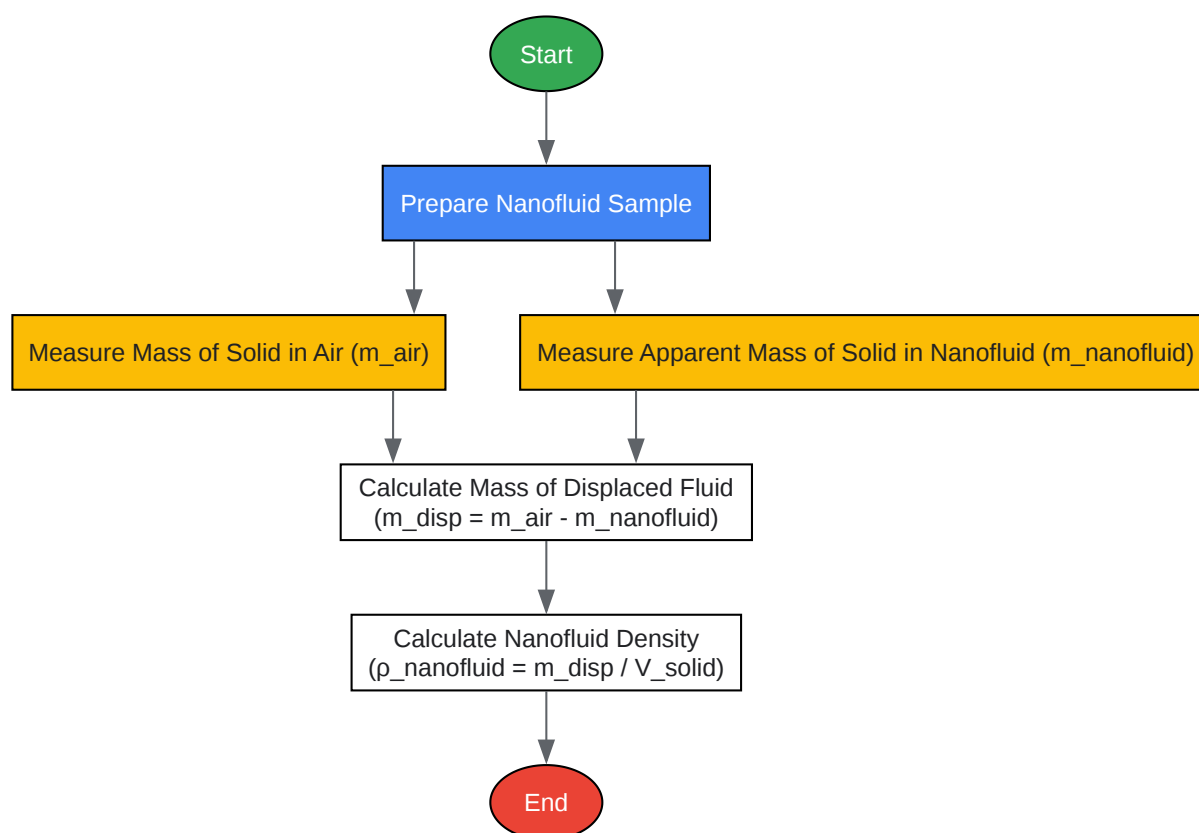 Start
Prepare Nanofluid Sample
Measure Mass of Solid in Air (m_air)
Measure Apparent Mass of Solid in Nanofluid (m_nanofluid)
Calculate Mass of Displaced Fluid
(m_disp = m_air - m_nanofluid)
Calculate Nanofluid Density
(ρ_nanofluid = m_disp / V_solid)
End